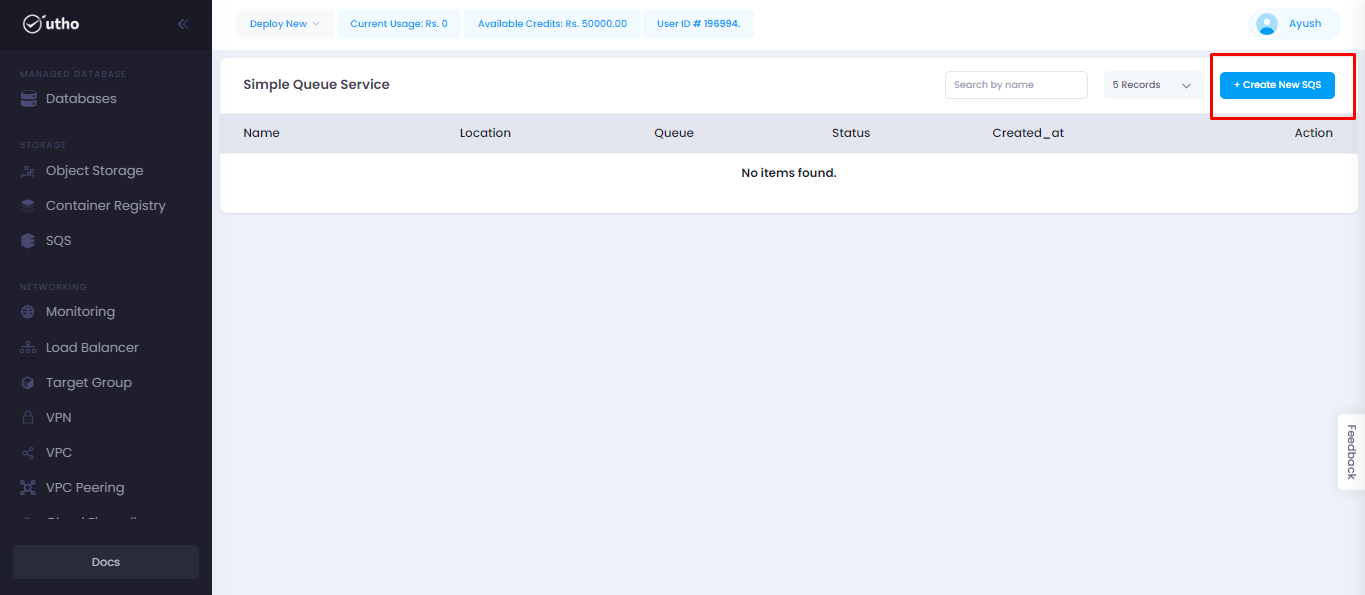 utho
MANAGED DATABASE
Databases
STORAGE
Object Storage
Container Registry
SQS
NETWORKING
Monitoring
Load Balancer
Target Group
VPN
VPC
VPC Peering
Docs
Deploy New
Current Usage: Rs. 0
Available Credits: Rs. 50000.00
User ID # 196994.
Ayush
Simple Queue Service
Search by name
5 Records
+ Create New SQS
Name Location Queue Status Created_at Action
No items found.
Feedback